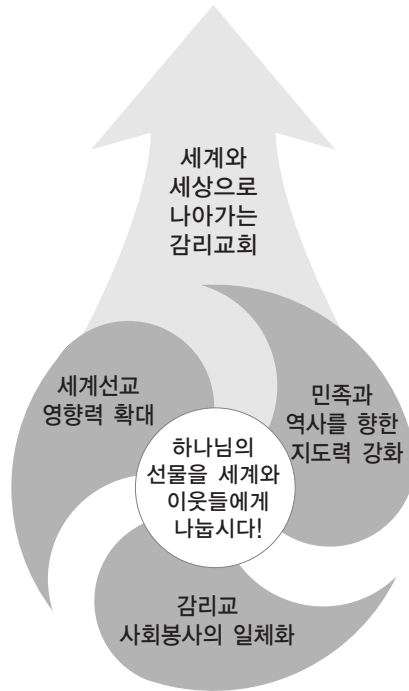 세계와
세상으로
나아가는
감리교회
세계선교
영향력 확대
민족과
역사를 향한
지도력 강화
하나님의
선물을 세계와
이웃들에게
나눕시다!
감리교
사회봉사의 일체화